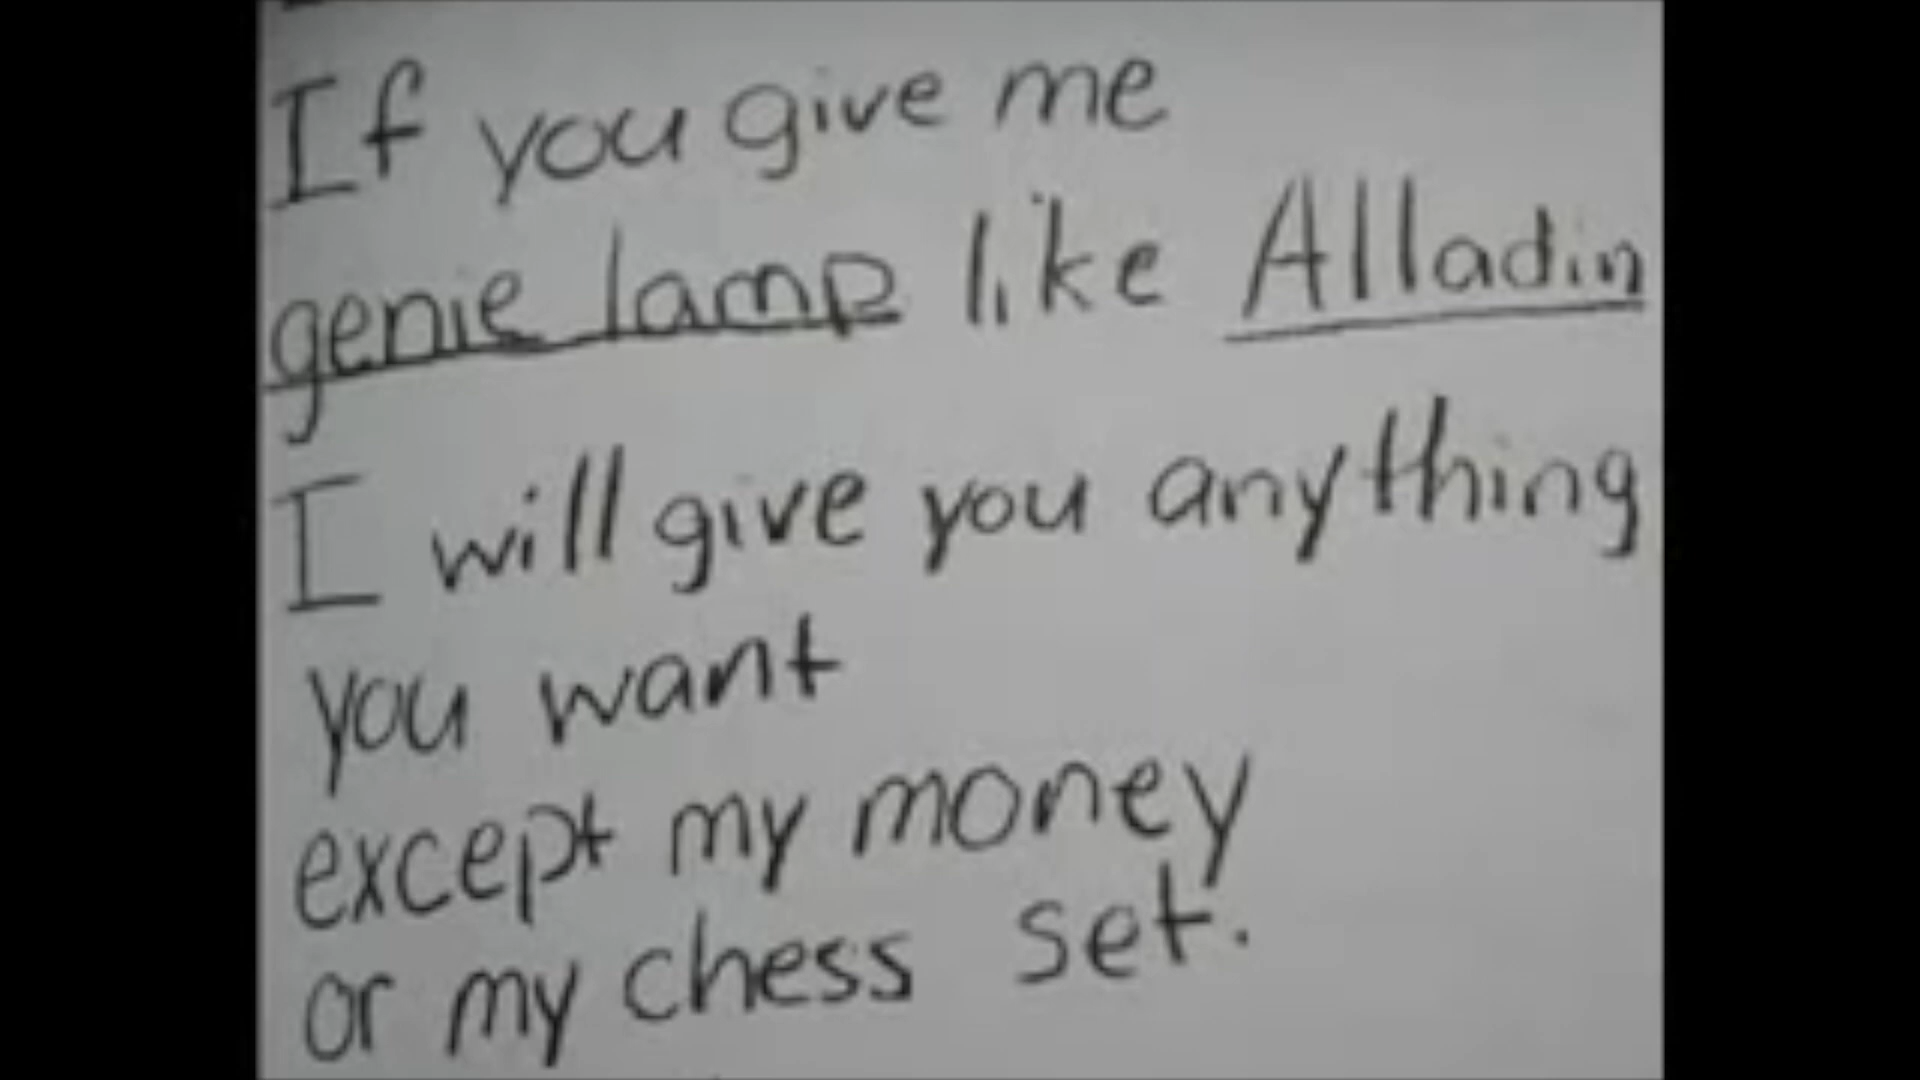 If you give me
genie lamp like Alladin
I will give you anything
you want
except my money
or my chess set.